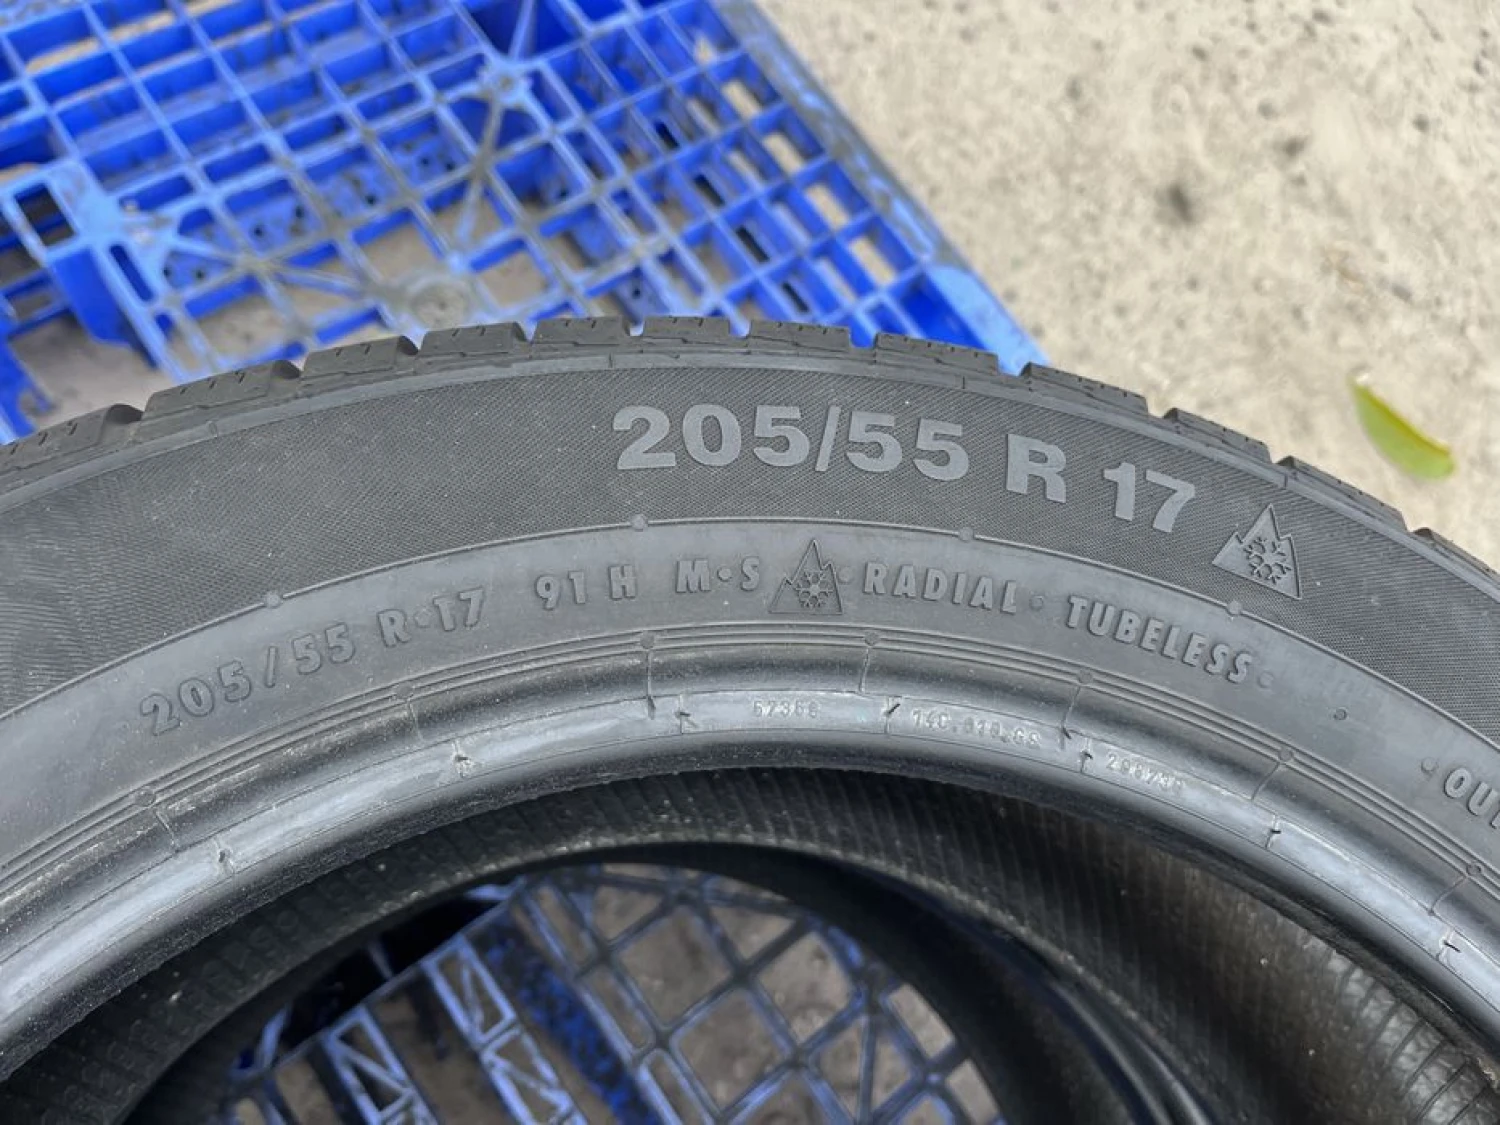 205/55 R 17
205/55 R·17 91 H M·S RADIAL · TUBELESS ·